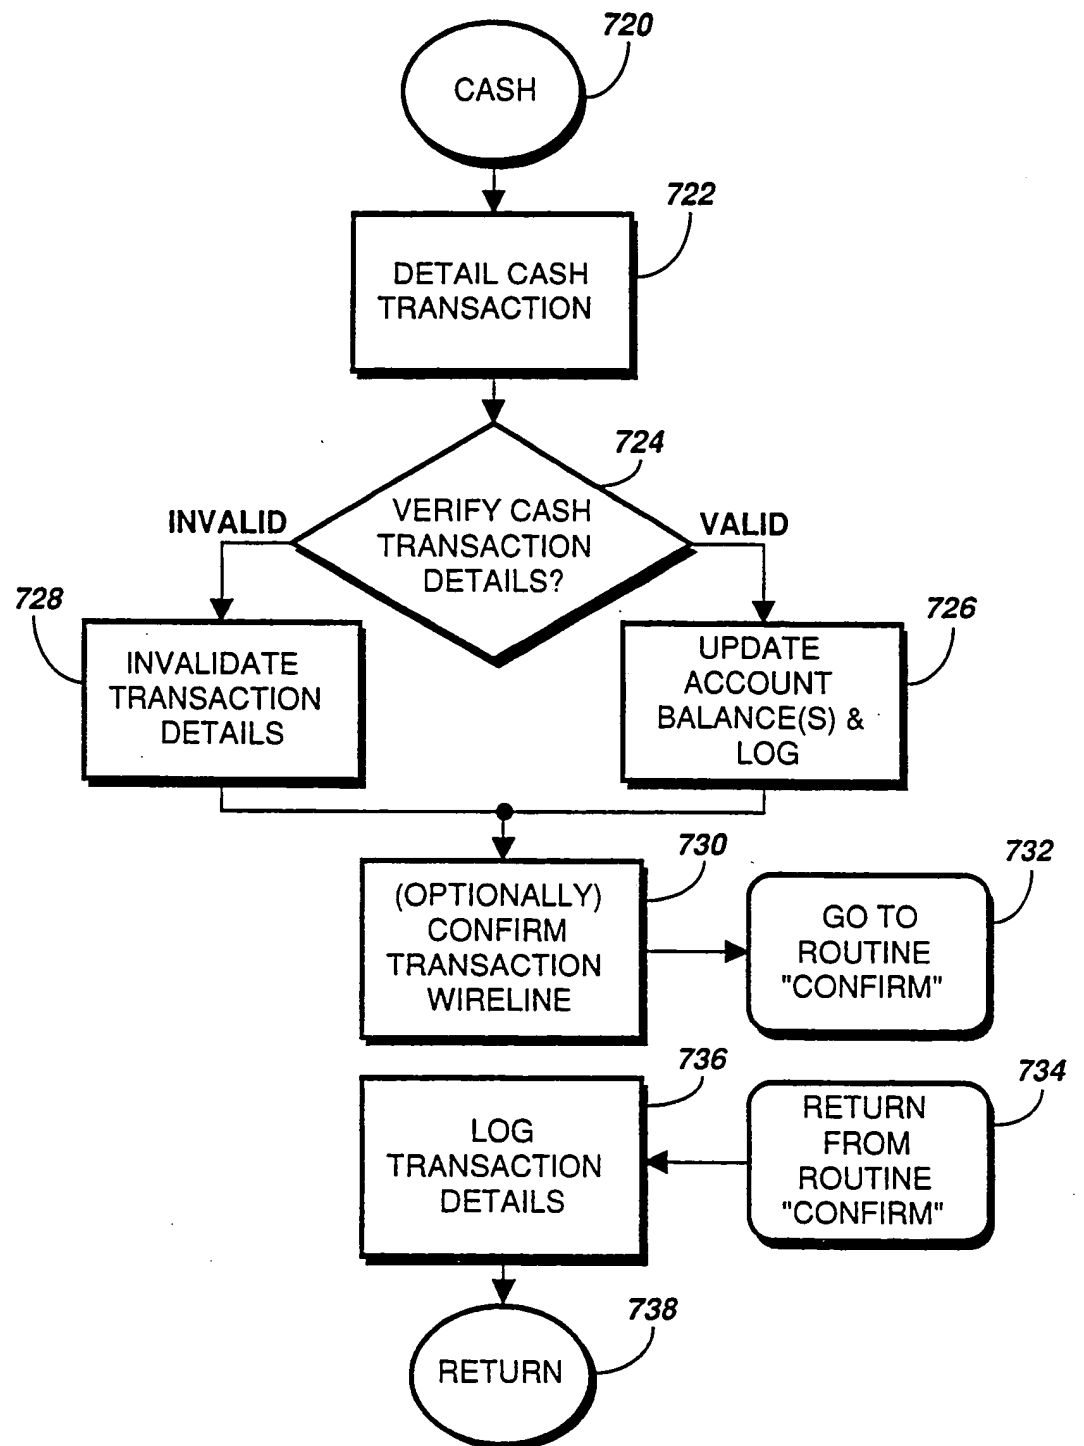 720
CASH
722
DETAIL CASH
TRANSACTION
724
VERIFY CASH
TRANSACTION
DETAILS?
INVALID
VALID
728
INVALIDATE
TRANSACTION
DETAILS
726
UPDATE
ACCOUNT
BALANCE(S) &
LOG
730
(OPTIONALLY)
CONFIRM
TRANSACTION
WIRELINE
732
GO TO
ROUTINE
"CONFIRM"
736
LOG
TRANSACTION
DETAILS
734
RETURN
FROM
ROUTINE
"CONFIRM"
738
RETURN